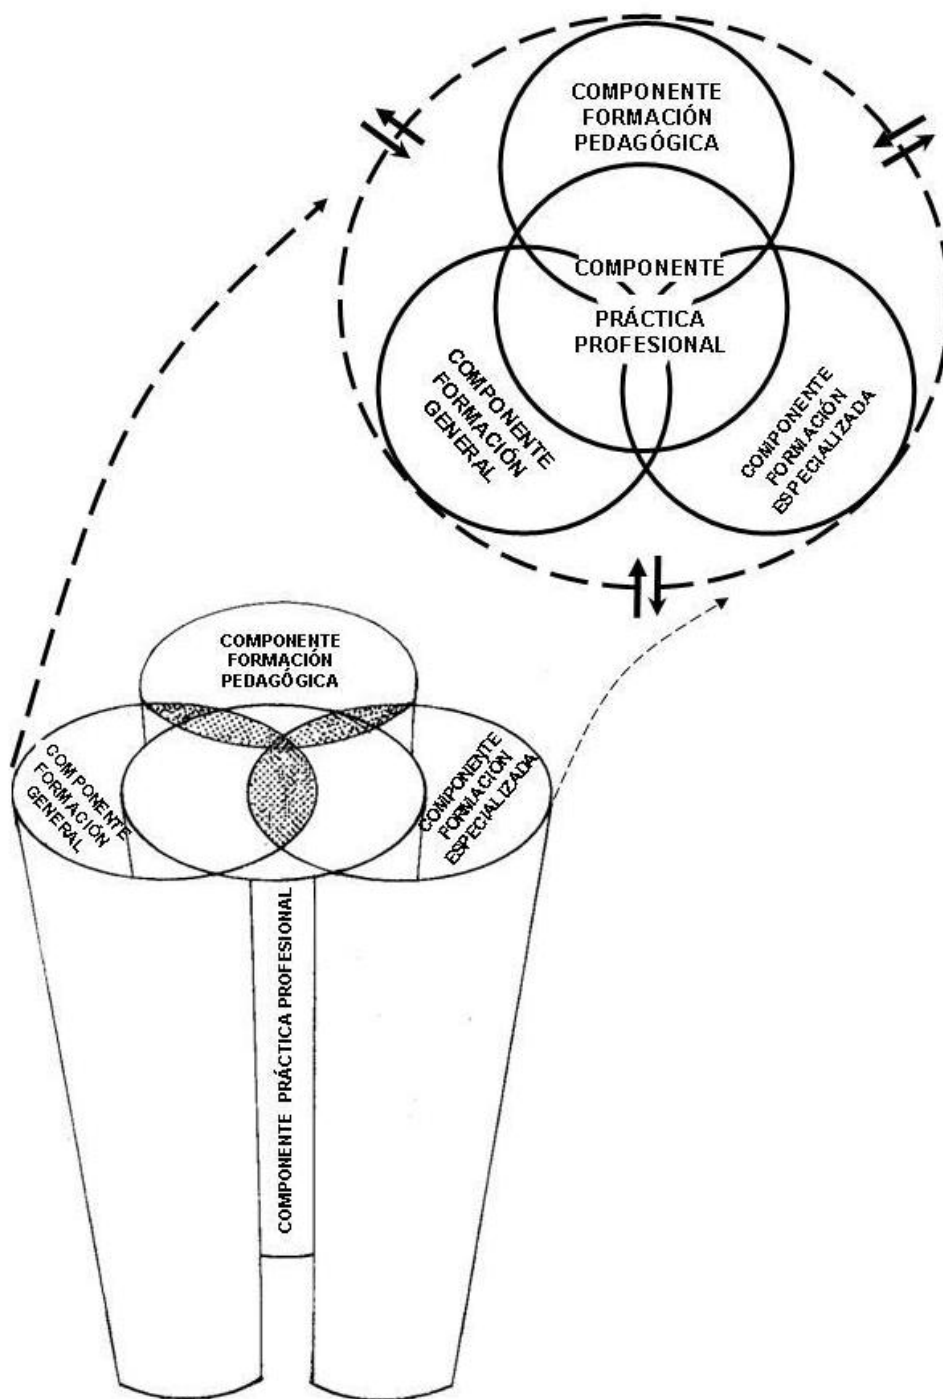 COMPONENTE
FORMACIÓN
PEDAGÓGICA
COMPONENTE
PRÁCTICA
PROFESIONAL
COMPONENTE
FORMACIÓN
GENERAL
COMPONENTE
FORMACIÓN
ESPECIALIZADA
COMPONENTE
FORMACIÓN
PEDAGÓGICA
COMPONENTE
FORMACIÓN
GENERAL
COMPONENTE
FORMACIÓN
ESPECIALIZADA
COMPONENTE PRÁCTICA PROFESIONAL